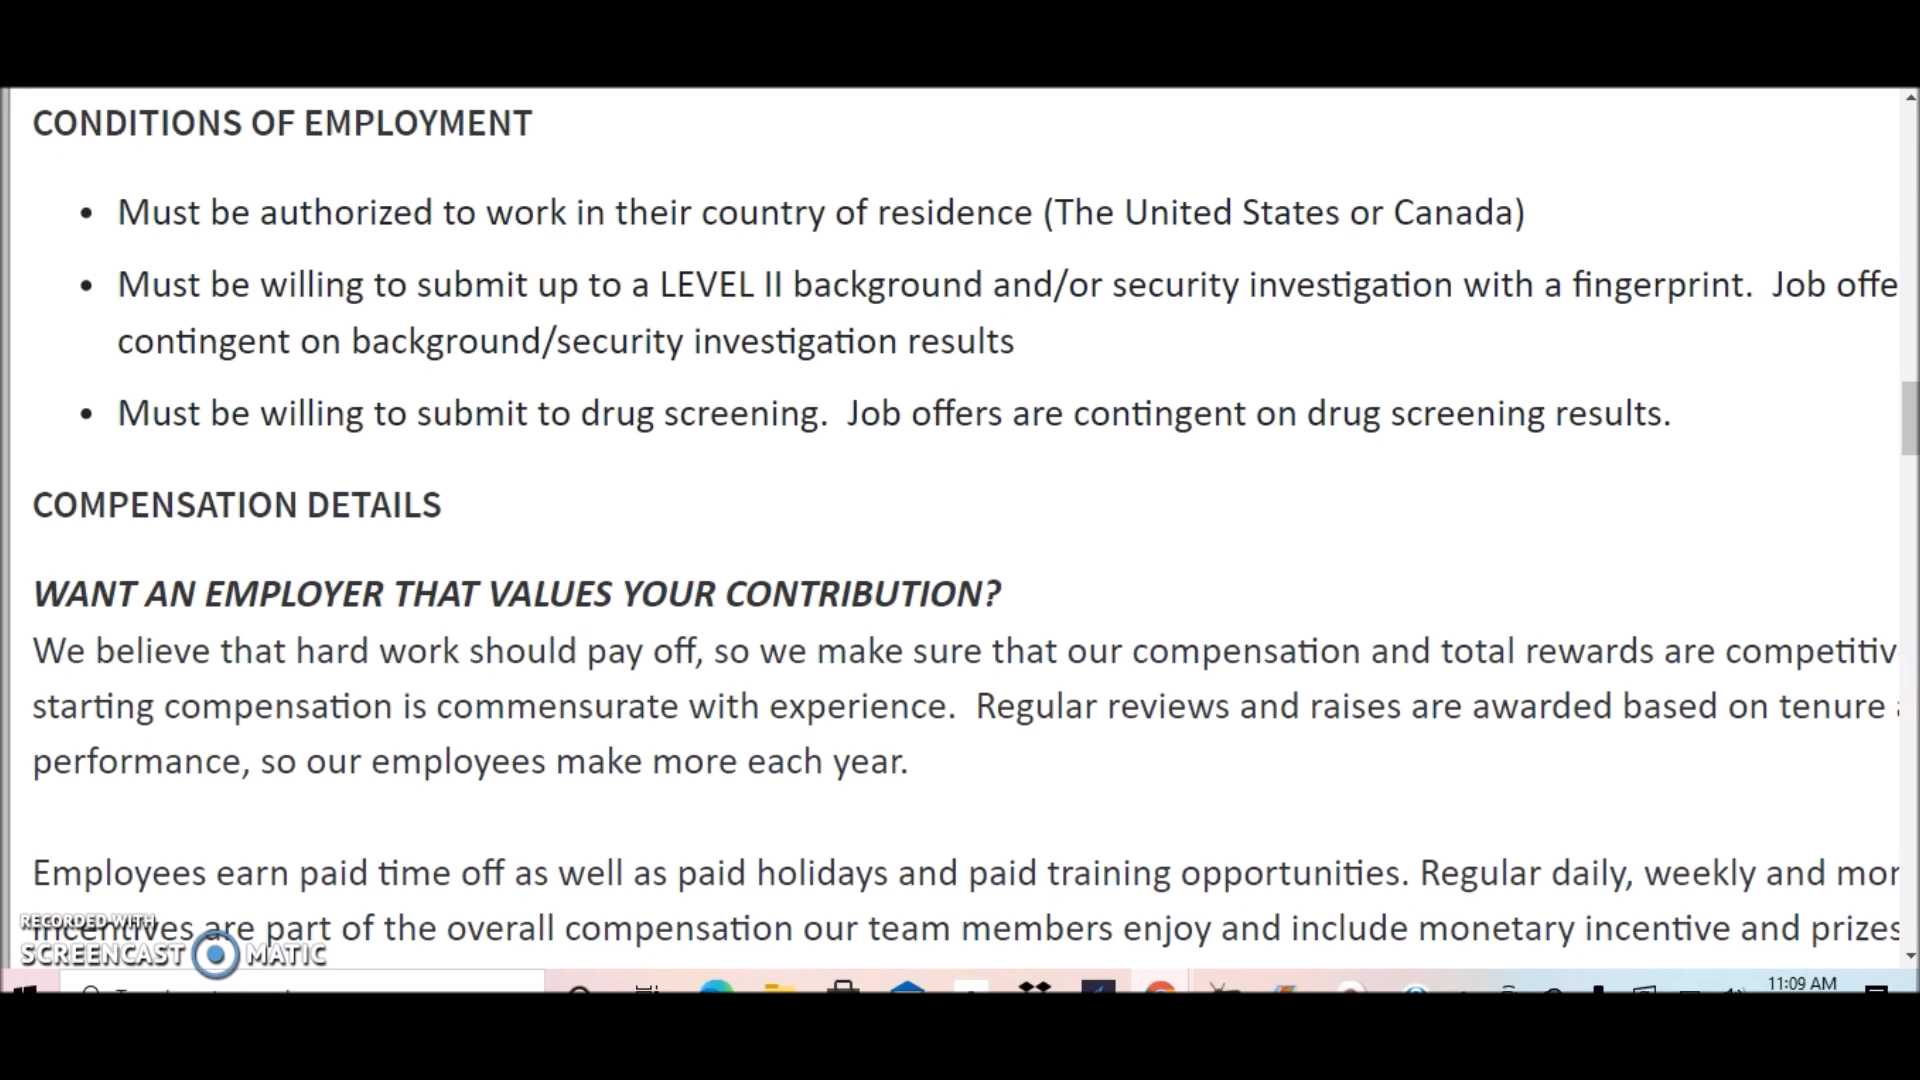 CONDITIONS OF EMPLOYMENT
• Must be authorized to work in their country of residence (The United States or Canada)
• Must be willing to submit up to a LEVEL II background and/or security investigation with a fingerprint.  Job offe
contingent on background/security investigation results
• Must be willing to submit to drug screening.  Job offers are contingent on drug screening results.
COMPENSATION DETAILS
WANT AN EMPLOYER THAT VALUES YOUR CONTRIBUTION?
We believe that hard work should pay off, so we make sure that our compensation and total rewards are competitiv
starting compensation is commensurate with experience.  Regular reviews and raises are awarded based on tenure
performance, so our employees make more each year.
Employees earn paid time off as well as paid holidays and paid training opportunities. Regular daily, weekly and mon
incentives are part of the overall compensation our team members enjoy and include monetary incentive and prizes
RECORDED WITH
SCREENCAST MATIC
11:09 AM